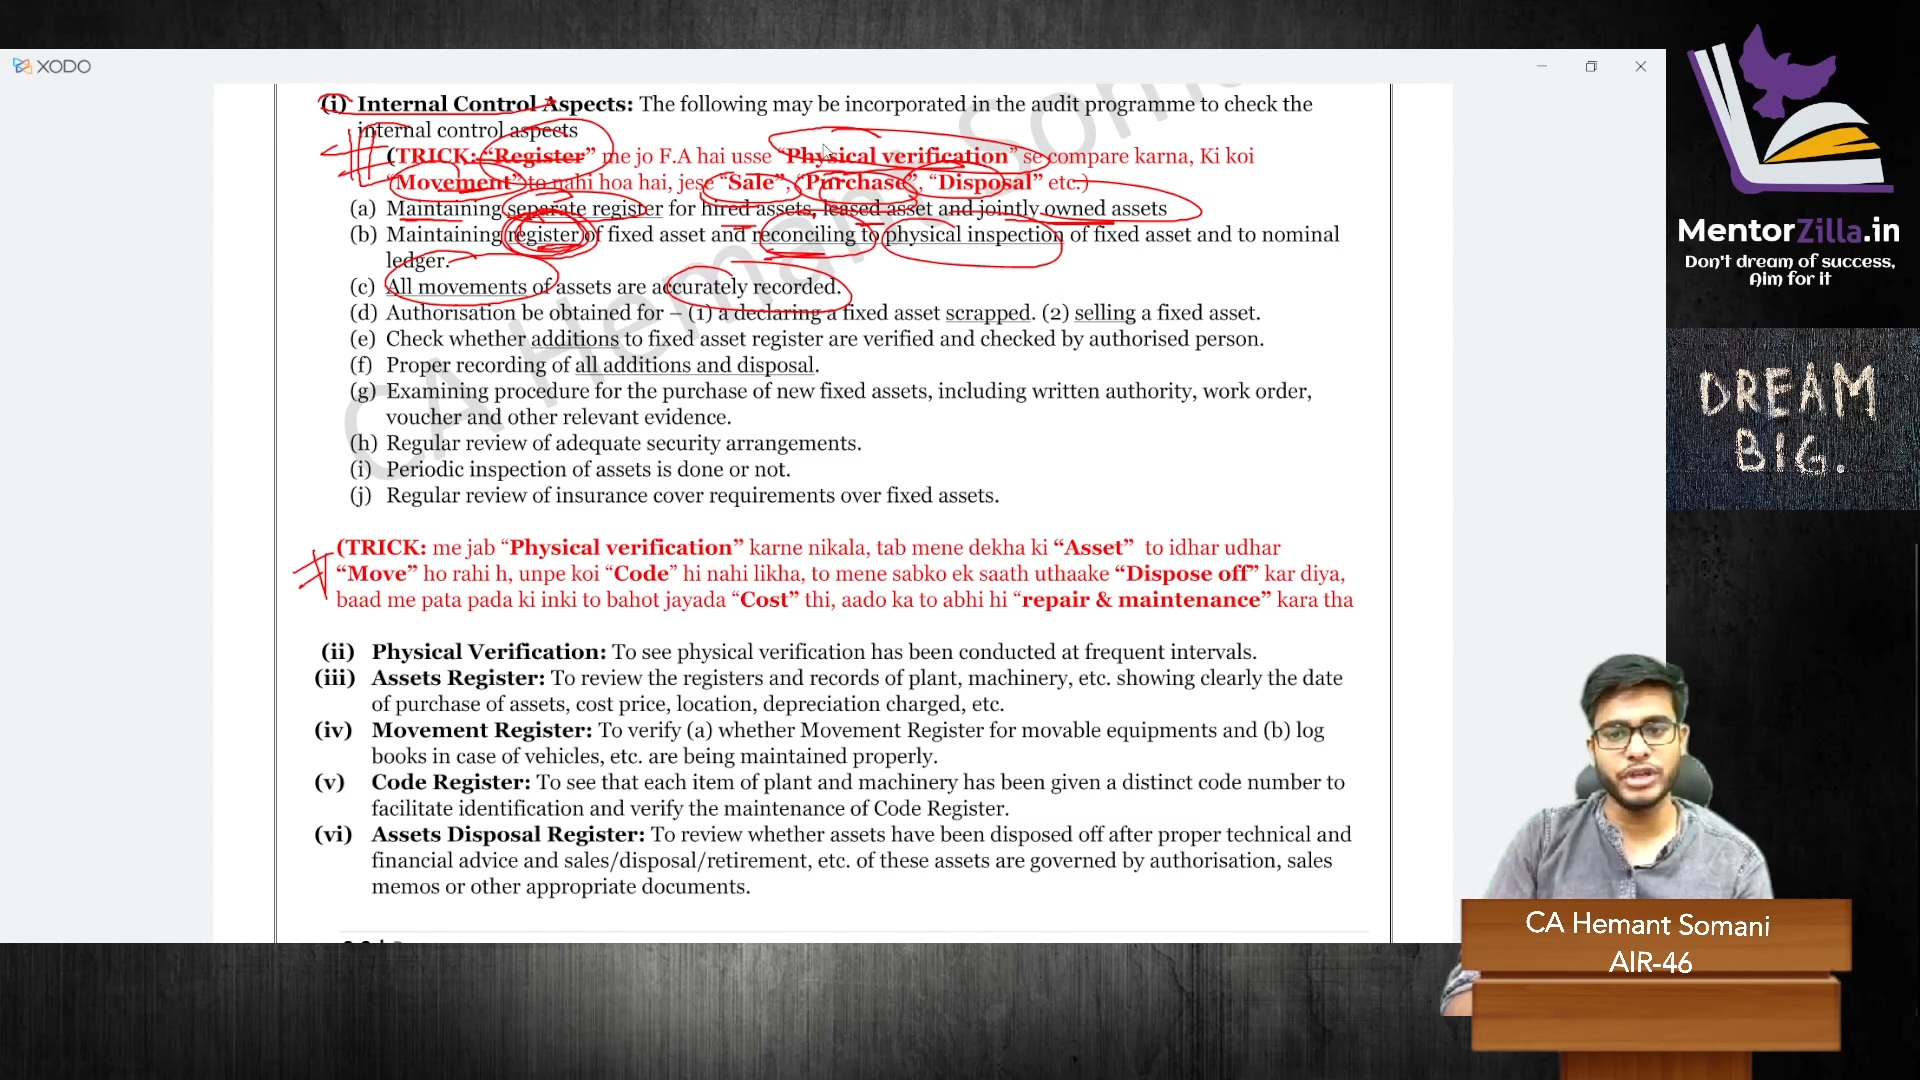 XODO
(i) Internal Control Aspects: The following may be incorporated in the audit programme to check the
internal control aspects
(TRICK: "Register" me jo F.A hai usse "Physical verification" se compare karna, Ki koi
"Movement" to nahi hoa hai, jese "Sale", "Purchase", "Disposal" etc.)
(a) Maintaining separate register for hired assets, leased asset and jointly owned assets
(b) Maintaining register of fixed asset and reconciling to physical inspection of fixed asset and to nominal
ledger.
(c) All movements of assets are accurately recorded.
(d) Authorisation be obtained for – (1) a declaring a fixed asset scrapped. (2) selling a fixed asset.
(e) Check whether additions to fixed asset register are verified and checked by authorised person.
(f) Proper recording of all additions and disposal.
(g) Examining procedure for the purchase of new fixed assets, including written authority, work order,
voucher and other relevant evidence.
(h) Regular review of adequate security arrangements.
(i) Periodic inspection of assets is done or not.
(j) Regular review of insurance cover requirements over fixed assets.
(TRICK: me jab "Physical verification" karne nikala, tab mene dekha ki "Asset" to idhar udhar
"Move" ho rahi h, unpe koi "Code" hi nahi likha, to mene sabko ek saath uthaake "Dispose off" kar diya,
baad me pata pada ki inki to bahot jayada "Cost" thi, aado ka to abhi hi "repair & maintenance" kara tha
(ii) Physical Verification: To see physical verification has been conducted at frequent intervals.
(iii) Assets Register: To review the registers and records of plant, machinery, etc. showing clearly the date
of purchase of assets, cost price, location, depreciation charged, etc.
(iv) Movement Register: To verify (a) whether Movement Register for movable equipments and (b) log
books in case of vehicles, etc. are being maintained properly.
(v) Code Register: To see that each item of plant and machinery has been given a distinct code number to
facilitate identification and verify the maintenance of Code Register.
(vi) Assets Disposal Register: To review whether assets have been disposed off after proper technical and
financial advice and sales/disposal/retirement, etc. of these assets are governed by authorisation, sales
memos or other appropriate documents.
CA Hemant Som
MentorZilla.in
Don't dream of success,
Aim for it
DREAM
BIG.
CA Hemant Somani
AIR-46